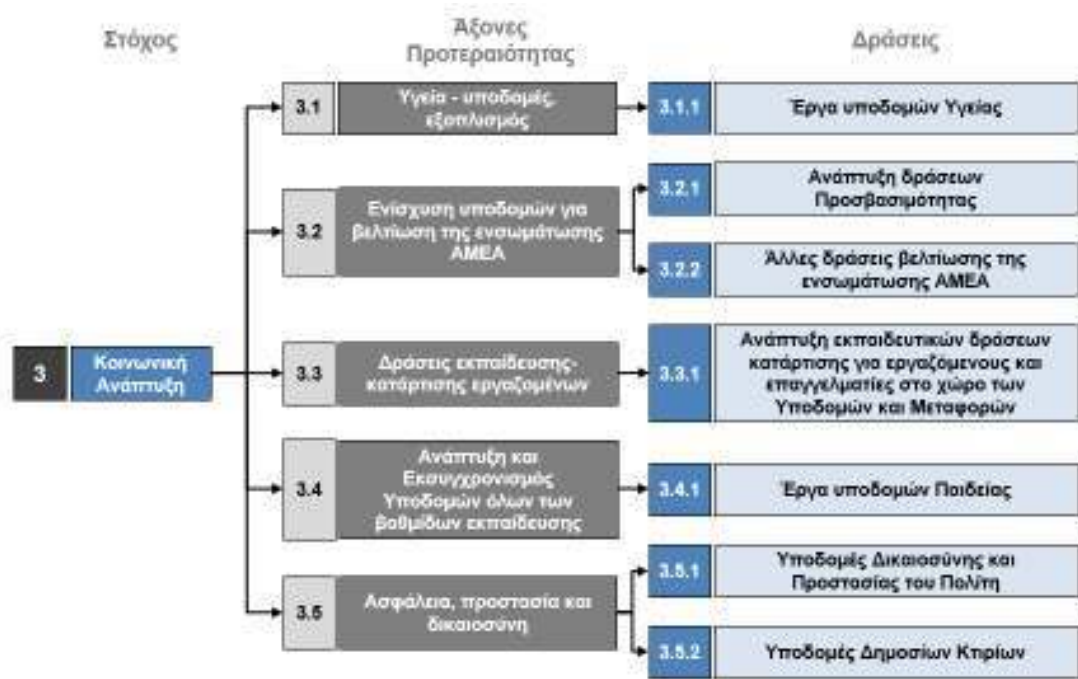 Στόχος
Άξονες
Προτεραιότητας
Δράσεις
3
Κοινωνική
Ανάπτυξη
3.1
Υγεία - υποδομές,
εξοπλισμός
3.1.1
Έργα υποδομών Υγείας
3.2
Ενίσχυση υποδομών για
βελτίωση της ενσωμάτωσης
ΑΜΕΑ
3.2.1
Ανάπτυξη δράσεων
Προσβασιμότητας
3.2.2
Άλλες δράσεις βελτίωσης της
ενσωμάτωσης ΑΜΕΑ
3.3
Δράσεις εκπαίδευσης-
κατάρτισης εργαζομένων
3.3.1
Ανάπτυξη εκπαιδευτικών δράσεων
κατάρτισης για εργαζόμενους και
επαγγελματίες στο χώρο των
Υποδομών και Μεταφορών
3.4
Ανάπτυξη και
Εκσυγχρονισμός
Υποδομών όλων των
βαθμίδων εκπαίδευσης
3.4.1
Έργα υποδομών Παιδείας
3.5
Ασφάλεια, προστασία και
δικαιοσύνη
3.5.1
Υποδομές Δικαιοσύνης και
Προστασίας του Πολίτη
3.5.2
Υποδομές Δημοσίων Κτιρίων